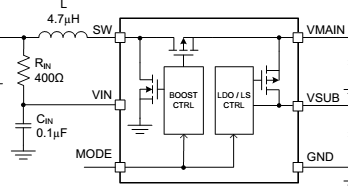 L
4.7μH
SW
VMAIN
RIN
400Ω
BOOST
CTRL
LDO / LS
CTRL
VIN
VSUB
CIN
0.1μF
MODE
GND